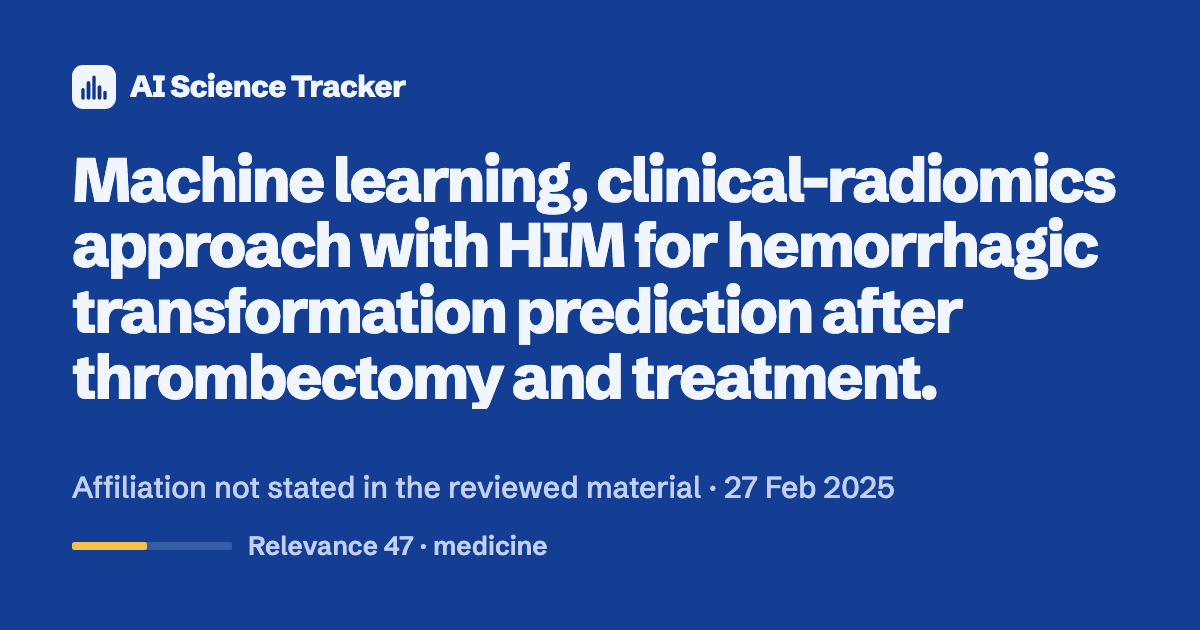 AI Science Tracker
Machine learning, clinical-radiomics
approach with HIM for hemorrhagic
transformation prediction after
thrombectomy and treatment.
Affiliation not stated in the reviewed material · 27 Feb 2025
Relevance 47 · medicine